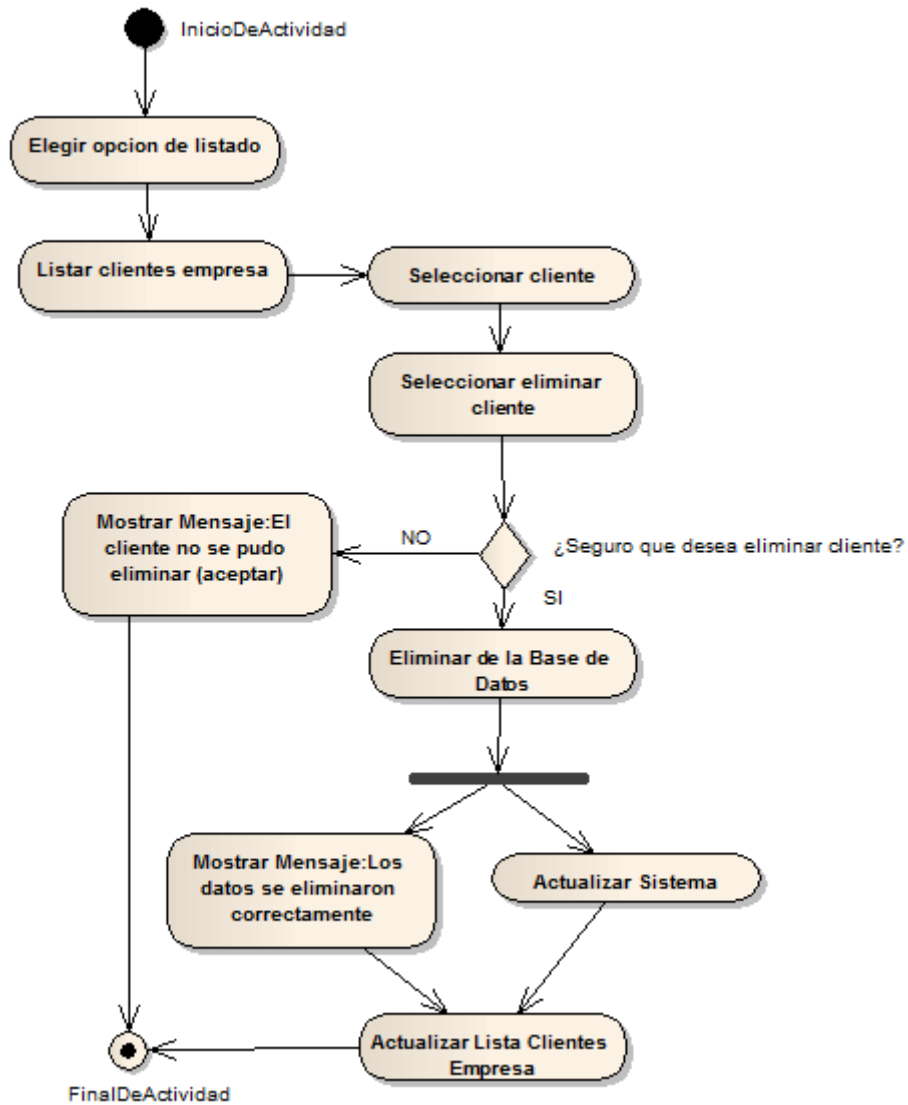 InicioDeActividad
Elegir opcion de listado
Listar clientes empresa
Seleccionar cliente
Seleccionar eliminar
cliente
Mostrar Mensaje:El
cliente no se pudo
eliminar (aceptar)
NO
¿Seguro que desea eliminar cliente?
SI
Eliminar de la Base de
Datos
Mostrar Mensaje:Los
datos se eliminaron
correctamente
Actualizar Sistema
Actualizar Lista Clientes
Empresa
FinalDeActividad